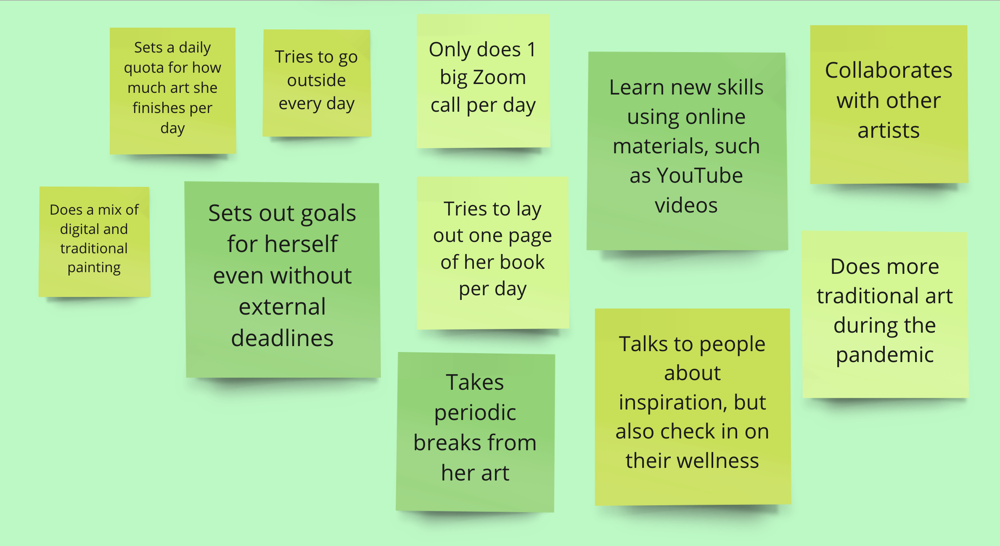 Sets a daily
quota for how
much art she
finishes per
day
Tries to go
outside
every day
Only does 1
big Zoom
call per day
Learn new skills
using online
materials, such
as YouTube
videos
Collaborates
with other
artists
Does a mix of
digital and
traditional
painting
Sets out goals
for herself
even without
external
deadlines
Tries to lay
out one page
of her book
per day
Does more
traditional art
during the
pandemic
Takes
periodic
breaks from
her art
Talks to people
about
inspiration, but
also check in on
their wellness